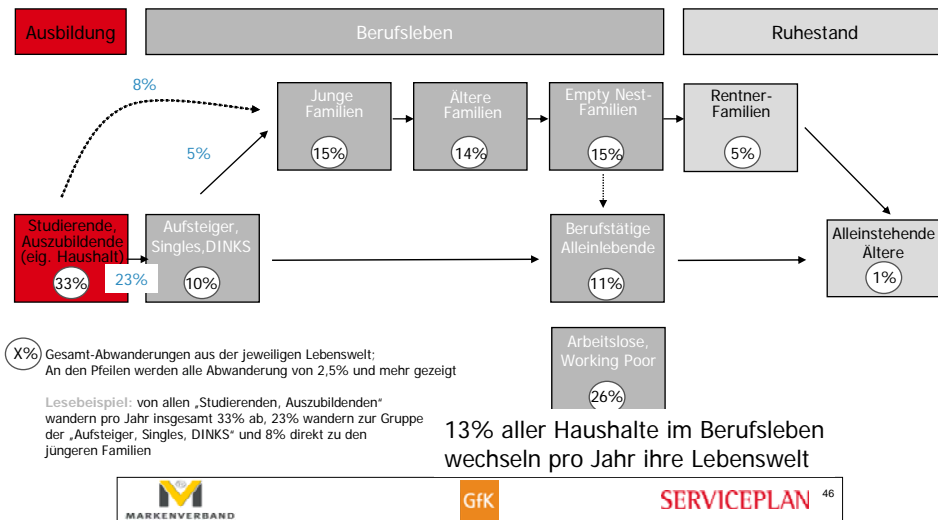 Ausbildung
Berufsleben
Ruhestand
8%
5%
Junge
Familien
15%
Ältere
Familien
14%
Empty Nest-
Familien
15%
Rentner-
Familien
5%
Studierende,
Auszubildende
(eig. Haushalt)
33%
23%
Aufsteiger,
Singles,DINKS
10%
Berufstätige
Alleinlebende
11%
Alleinstehende
Ältere
1%
Arbeitslose,
Working Poor
26%
X% Gesamt-Abwanderungen aus der jeweiligen Lebenswelt;
An den Pfeilen werden alle Abwanderung von 2,5% und mehr gezeigt
Lesebeispiel: von allen „Studierenden, Auszubildenden“
wandern pro Jahr insgesamt 33% ab, 23% wandern zur Gruppe
der „Aufsteiger, Singles, DINKS“ und 8% direkt zu den
jüngeren Familien
13% aller Haushalte im Berufsleben
wechseln pro Jahr ihre Lebenswelt
MARKENVERBAND
GfK
SERVICEPLAN
46